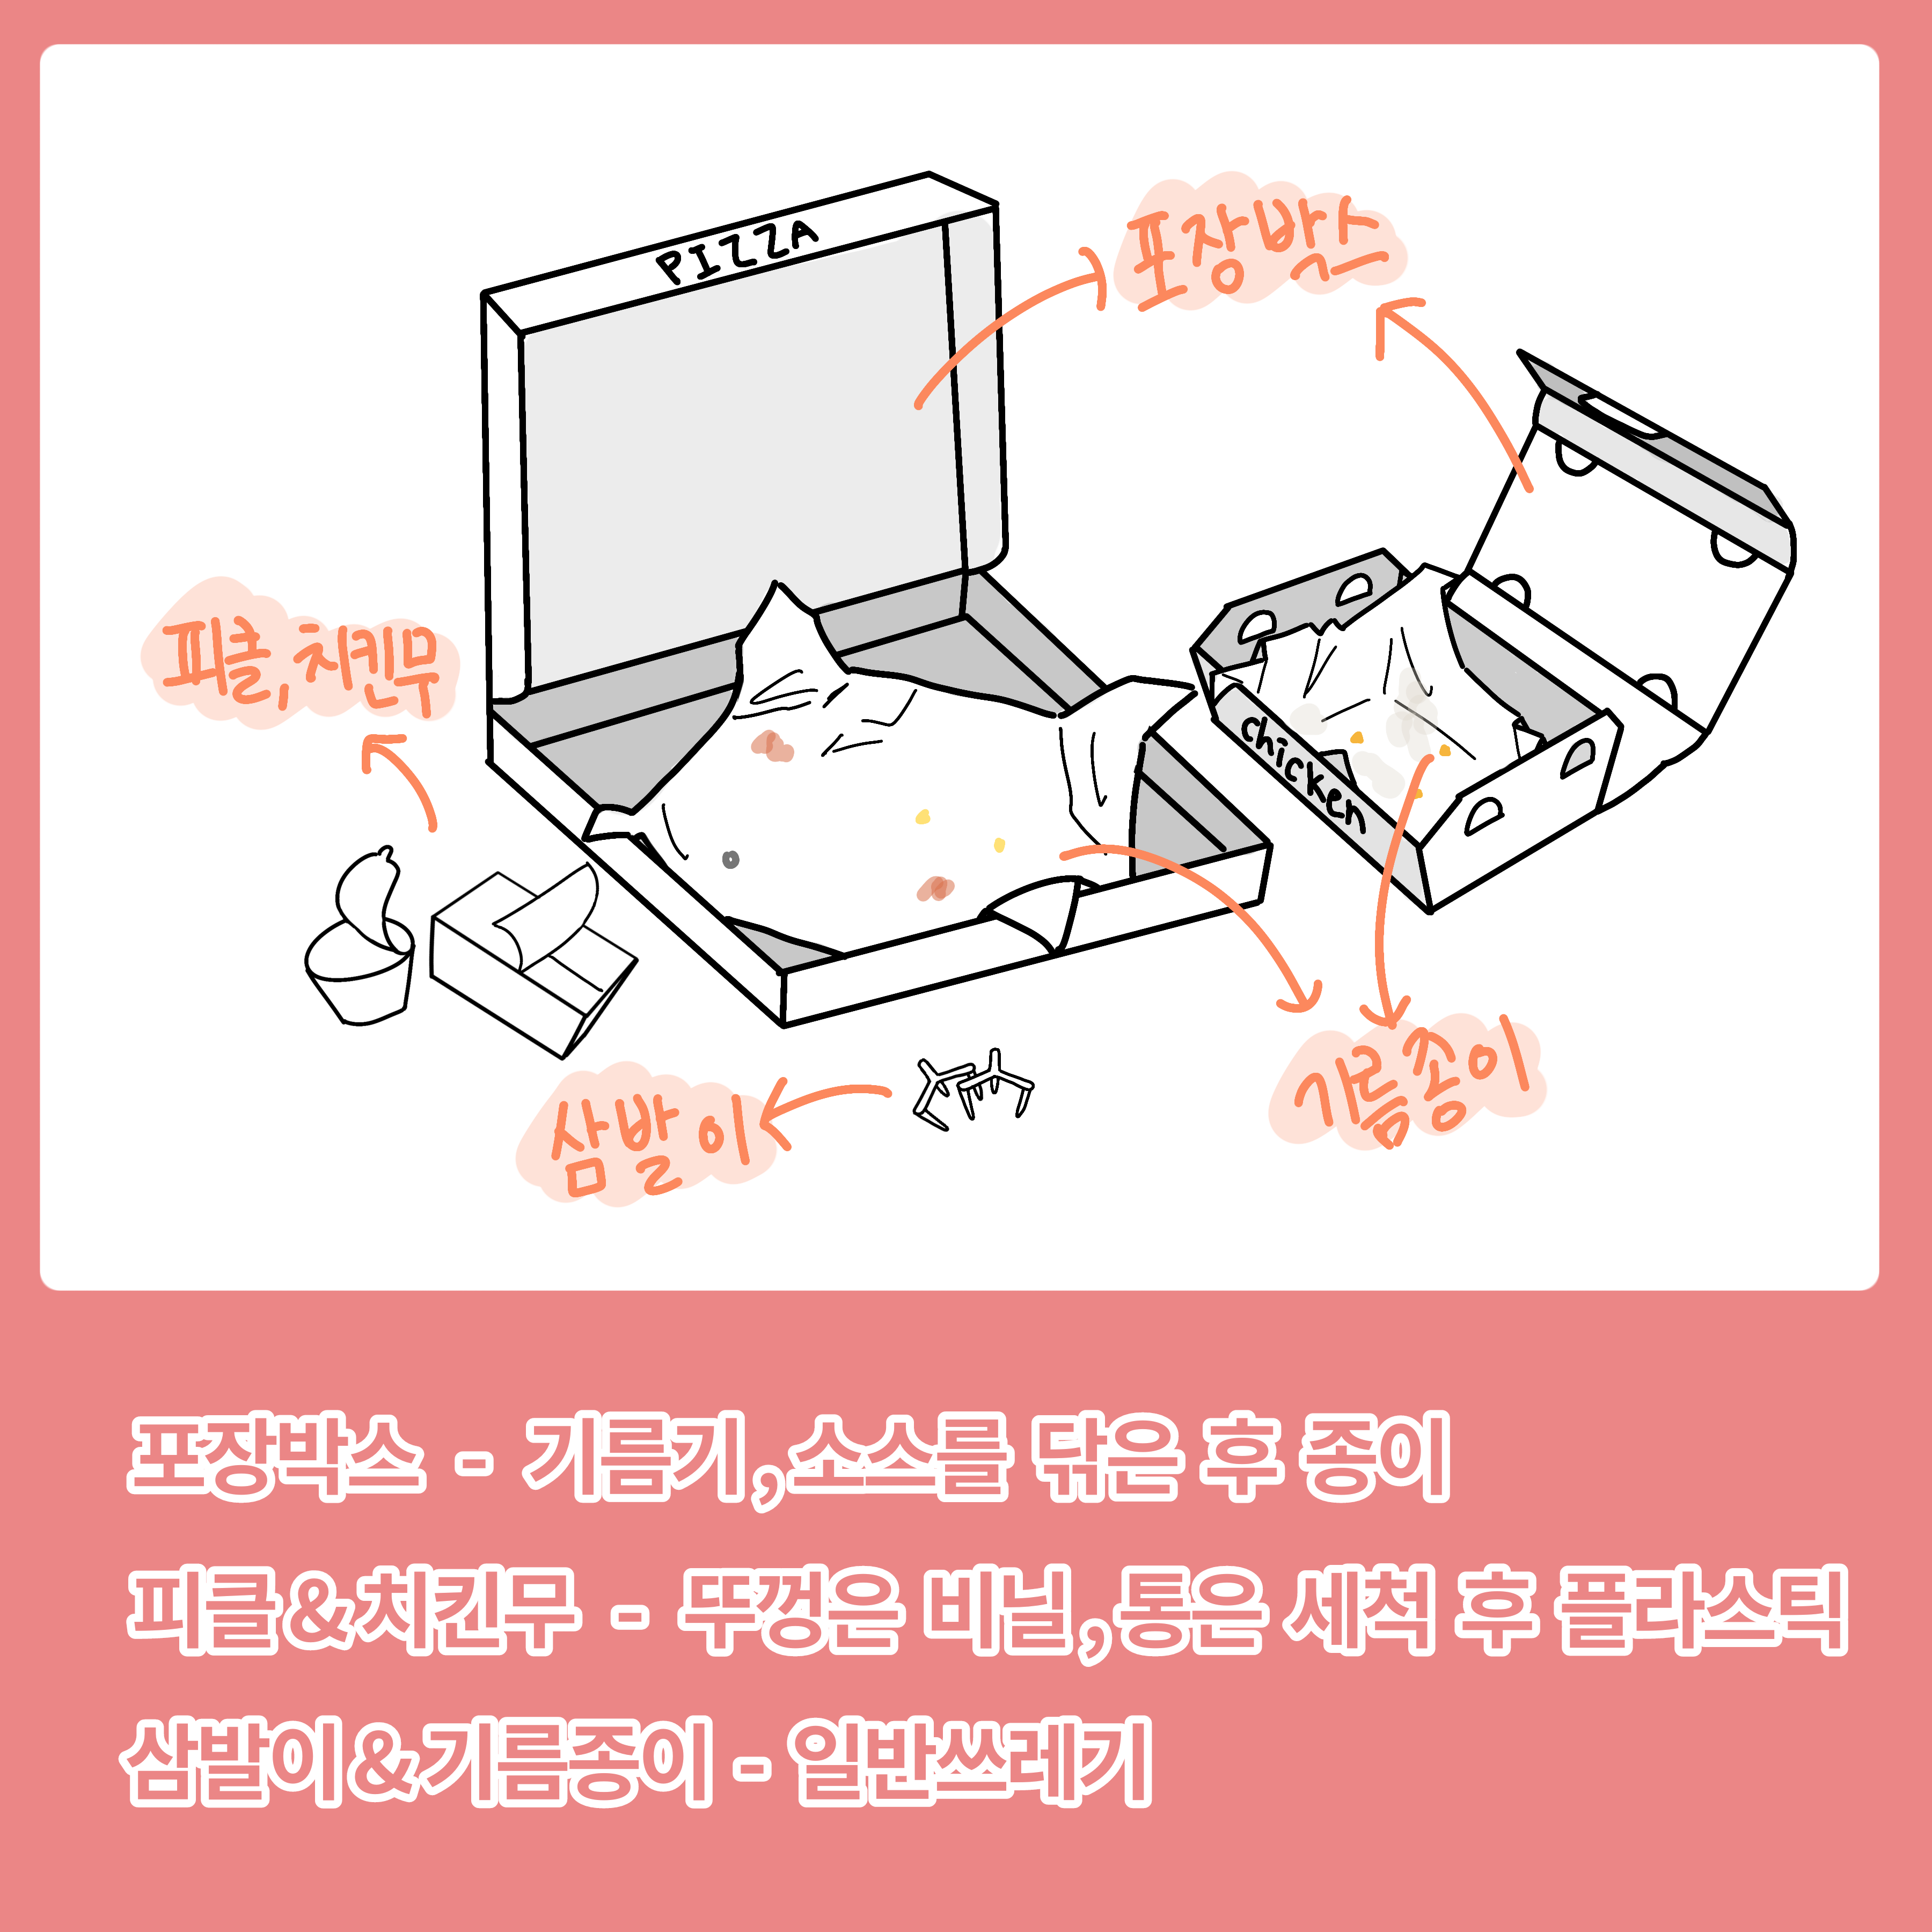 PIZZA
포장박스
피클, 치킨무
chicken
삼발이
기름종이
포장박스 - 기름기,소스를 닦은 후 종이
피클&치킨무 - 뚜껑은 비닐,통은 세척 후 플라스틱
삼발이&기름종이 - 일반쓰레기